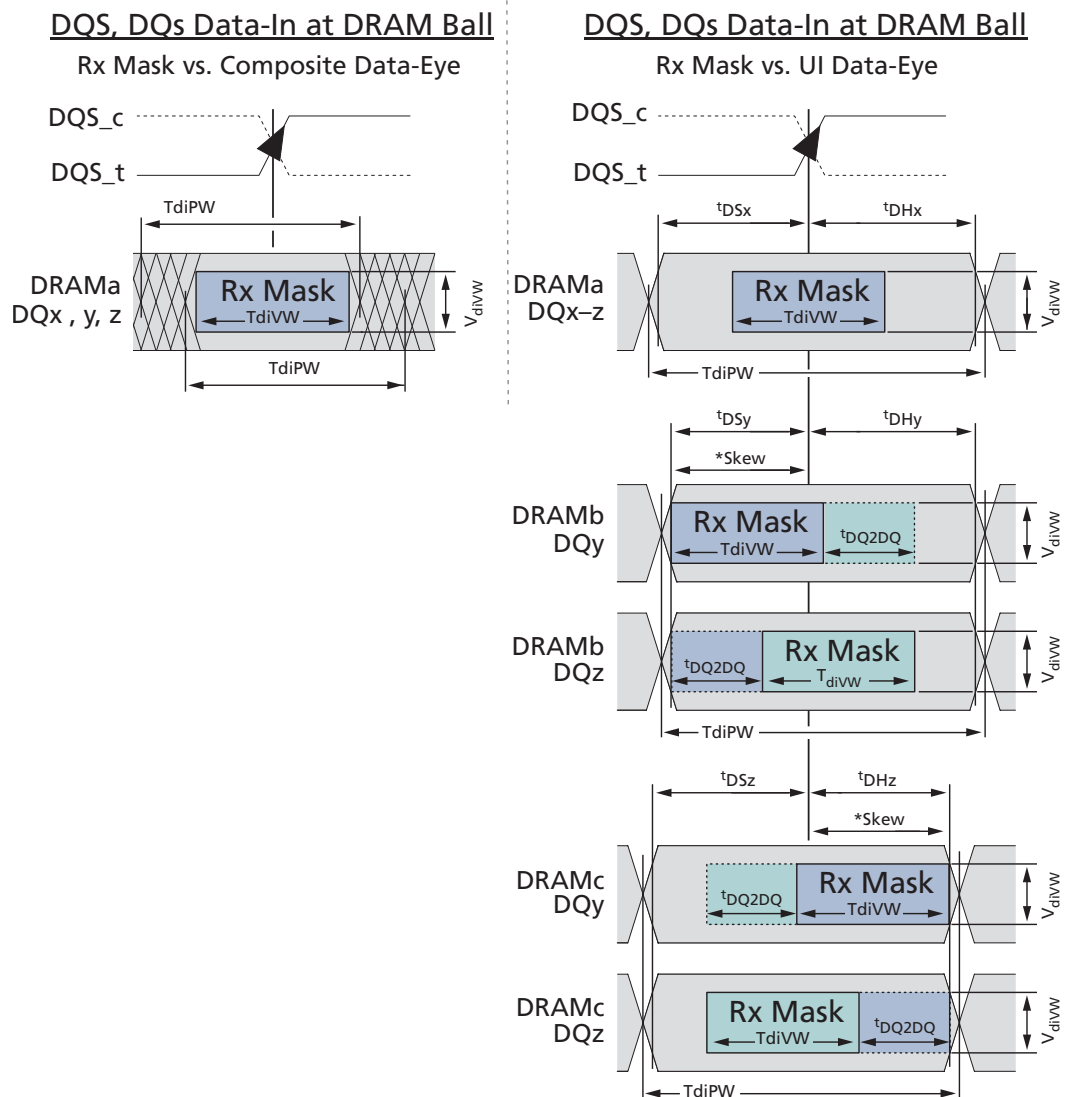 DQS, DQs Data-In at DRAM Ball
Rx Mask vs. Composite Data-Eye
DQS_c
DQS_t
TdiPW
DRAMa
DQx , y, z
Rx Mask
TdiVW
VdiVW
TdiPW
DQS, DQs Data-In at DRAM Ball
Rx Mask vs. UI Data-Eye
DQS_c
DQS_t
tDSx
tDHx
DRAMa
DQx–z
Rx Mask
TdiVW
VdiVW
TdiPW
tDSy
tDHy
*Skew
DRAMb
DQy
Rx Mask
TdiVW
tDQ2DQ
VdiVW
DRAMb
DQz
tDQ2DQ
Rx Mask
TdiVW
VdiVW
TdiPW
tDSz
tDHz
*Skew
DRAMc
DQy
tDQ2DQ
Rx Mask
TdiVW
VdiVW
DRAMc
DQz
Rx Mask
TdiVW
tDQ2DQ
VdiVW
TdiPW